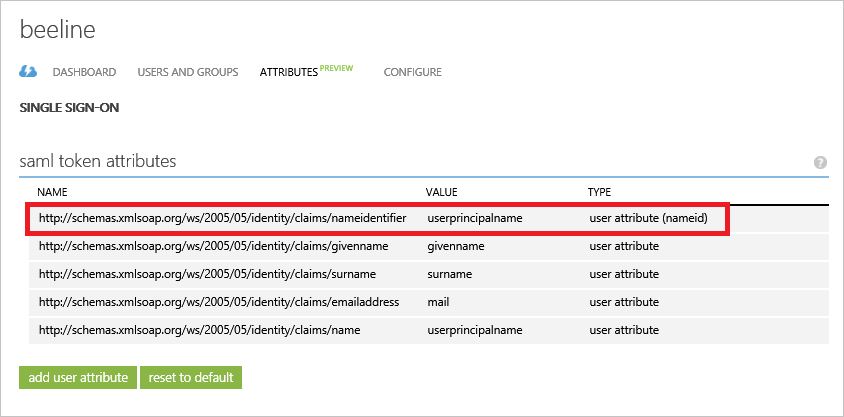 beeline
DASHBOARD USERS AND GROUPS ATTRIBUTES PREVIEW CONFIGURE
SINGLE SIGN-ON
saml token attributes ?
NAME VALUE TYPE
http://schemas.xmlsoap.org/ws/2005/05/identity/claims/nameidentifier userprincipalname user attribute (nameid)
http://schemas.xmlsoap.org/ws/2005/05/identity/claims/givenname givenname user attribute
http://schemas.xmlsoap.org/ws/2005/05/identity/claims/surname surname user attribute
http://schemas.xmlsoap.org/ws/2005/05/identity/claims/emailaddress mail user attribute
http://schemas.xmlsoap.org/ws/2005/05/identity/claims/name userprincipalname user attribute
add user attribute reset to default